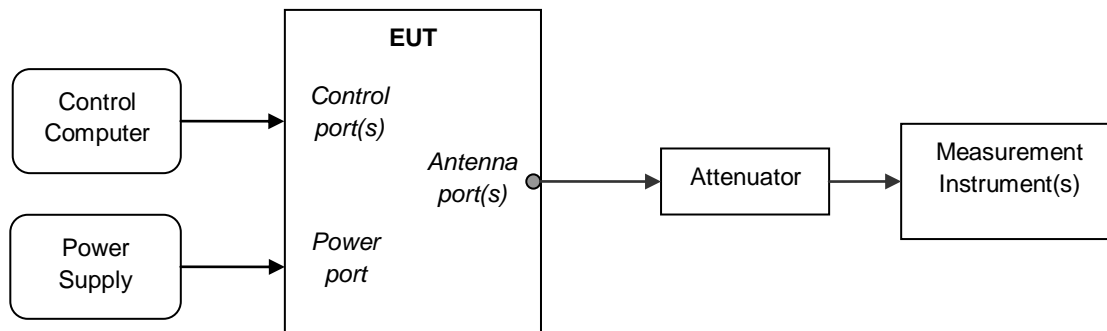 Control
Computer
Power
Supply
EUT
Control
port(s)
Antenna
port(s)
Power
port
Attenuator
Measurement
Instrument(s)